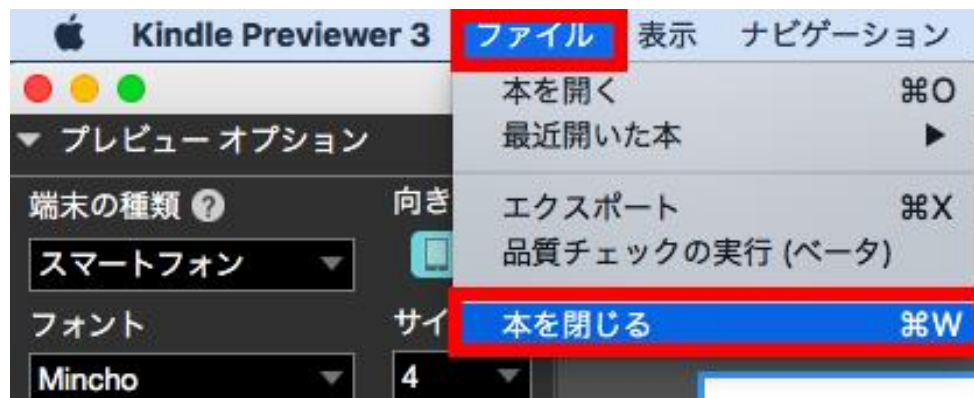 Kindle Previewer 3 ファイル 表示 ナビゲーション
本を開く ⌘O
最近開いた本 ▶
エクスポート ⌘X
品質チェックの実行 (ベータ)
本を閉じる ⌘W
▼ プレビュー オプション
端末の種類 ? 向き
スマートフォン
フォント サイ
Mincho 4